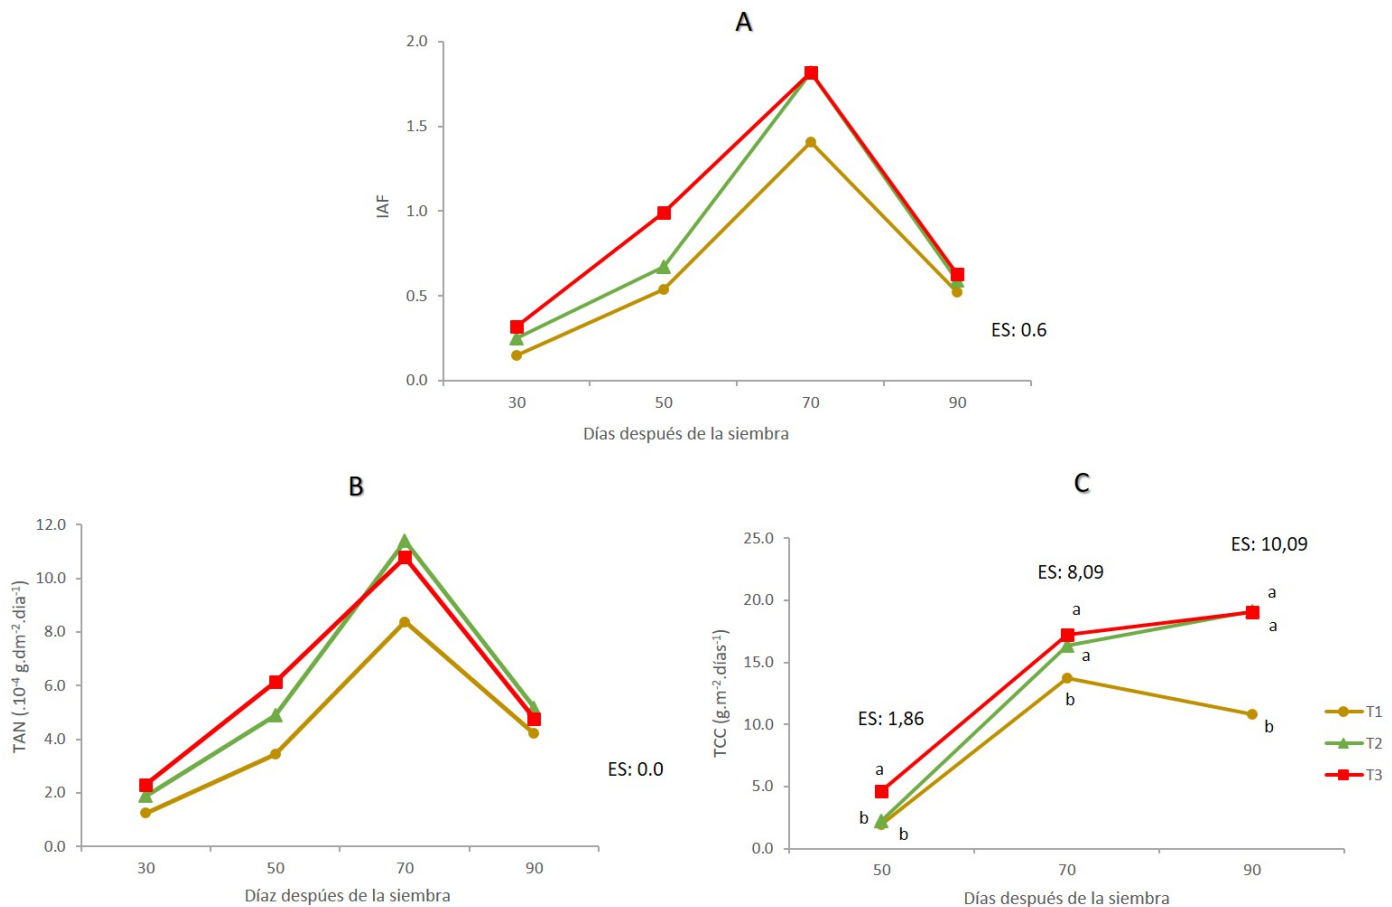 A
2.0
1.5
1.0
0.5
0.0
IAF
30 50 70 90
Días después de la siembra
ES: 0.6
B
12.0
10.0
8.0
6.0
4.0
2.0
0.0
TAN (.10⁻⁴ g.dm⁻².dia⁻¹)
30 50 70 90
Díaz despúes de la siembra
ES: 0.0
C
25.0
20.0
15.0
10.0
5.0
0.0
TCC (g.m⁻².días⁻¹)
ES: 1,86
ES: 8,09
ES: 10,09
a
b
b
a
a
b
a
a
b
50 70 90
Días después de la siembra
T1
T2
T3